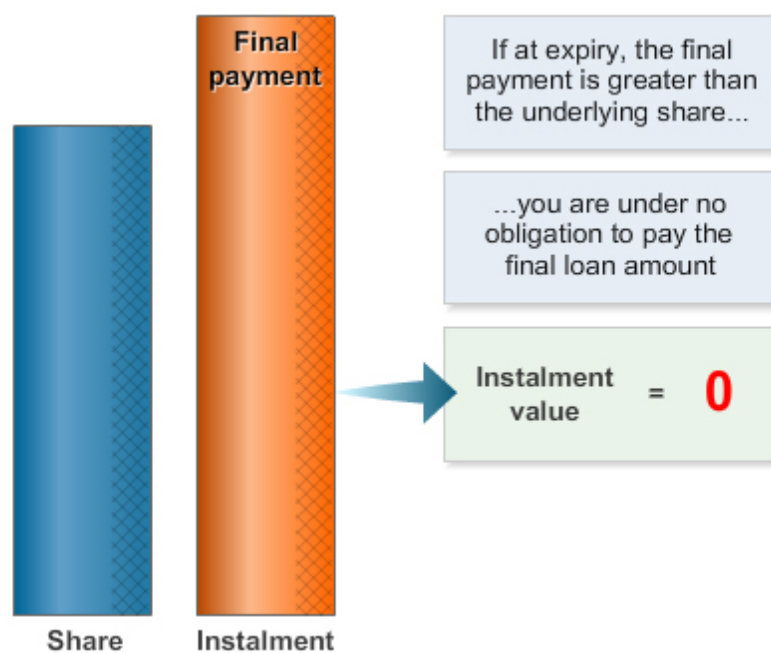 Final
payment
If at expiry, the final
payment is greater than
the underlying share...
...you are under no
obligation to pay the
final loan amount
Instalment
value
= 0
Share
Instalment